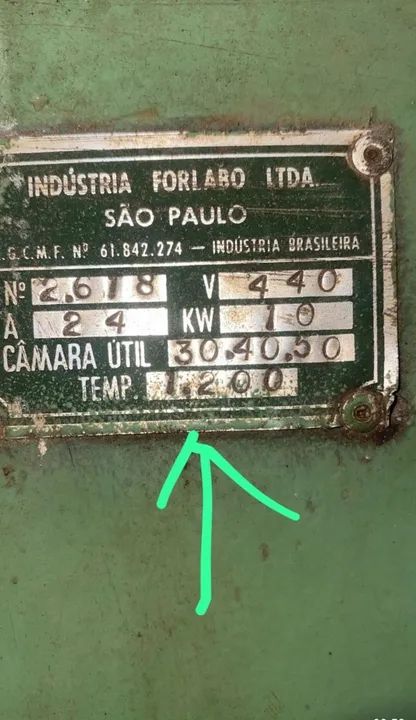 INDÚSTRIA FORLABO LTDA.
SÃO PAULO
G.C.M.F. Nº 61.842.274 — INDÚSTRIA BRASILEIRA
Nº 2.618 V 440
A 24 KW 10
CÂMARA ÚTIL 30.40.50
TEMP. 1.200